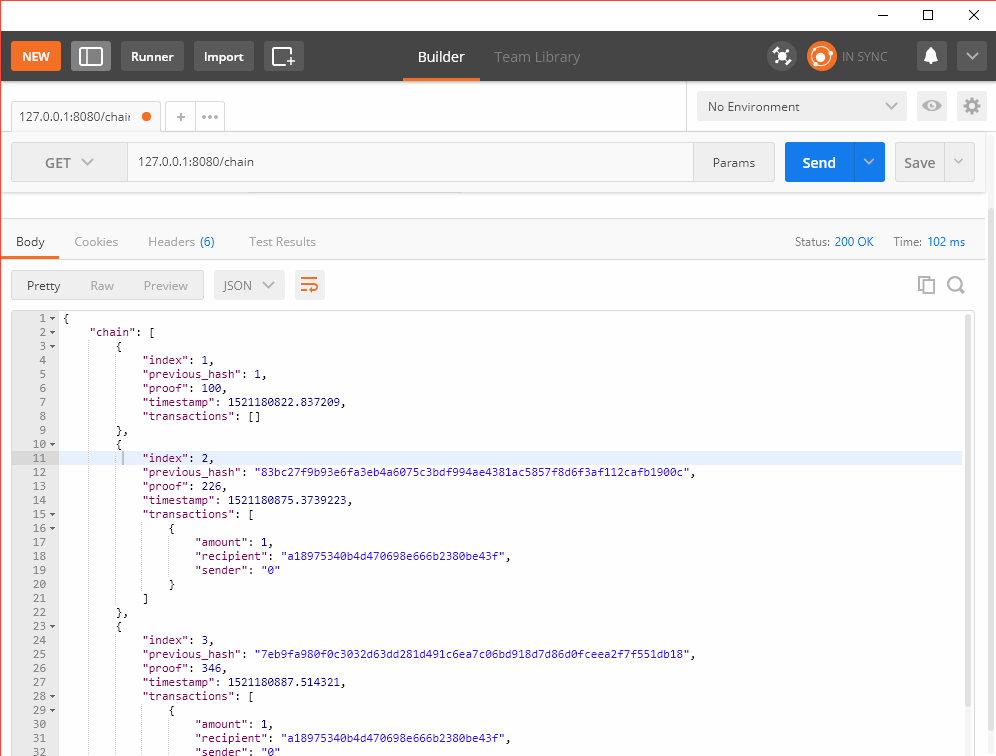 NEW Runner Import Builder Team Library IN SYNC
127.0.0.1:8080/chair + ••• No Environment
GET 127.0.0.1:8080/chain Params Send Save
Body Cookies Headers (6) Test Results Status: 200 OK Time: 102 ms
Pretty Raw Preview JSON
1 {
2 "chain": [
3 {
4 "index": 1,
5 "previous_hash": 1,
6 "proof": 100,
7 "timestamp": 1521180822.837209,
8 "transactions": []
9 },
10 {
11 "index": 2,
12 "previous_hash": "83bc27f9b93e6fa3eb4a6075c3bdf994ae4381ac5857f8d6f3af112cafb1900c",
13 "proof": 226,
14 "timestamp": 1521180875.3739223,
15 "transactions": [
16 {
17 "amount": 1,
18 "recipient": "a18975340b4d470698e666b2380be43f",
19 "sender": "0"
20 }
21 ]
22 },
23 {
24 "index": 3,
25 "previous_hash": "7eb9fa980f0c3032d63dd281d491c6ea7c06bd918d7d86d0fceea2f7f551db18",
26 "proof": 346,
27 "timestamp": 1521180887.514321,
28 "transactions": [
29 {
30 "amount": 1,
31 "recipient": "a18975340b4d470698e666b2380be43f",
32 "sender": "0"